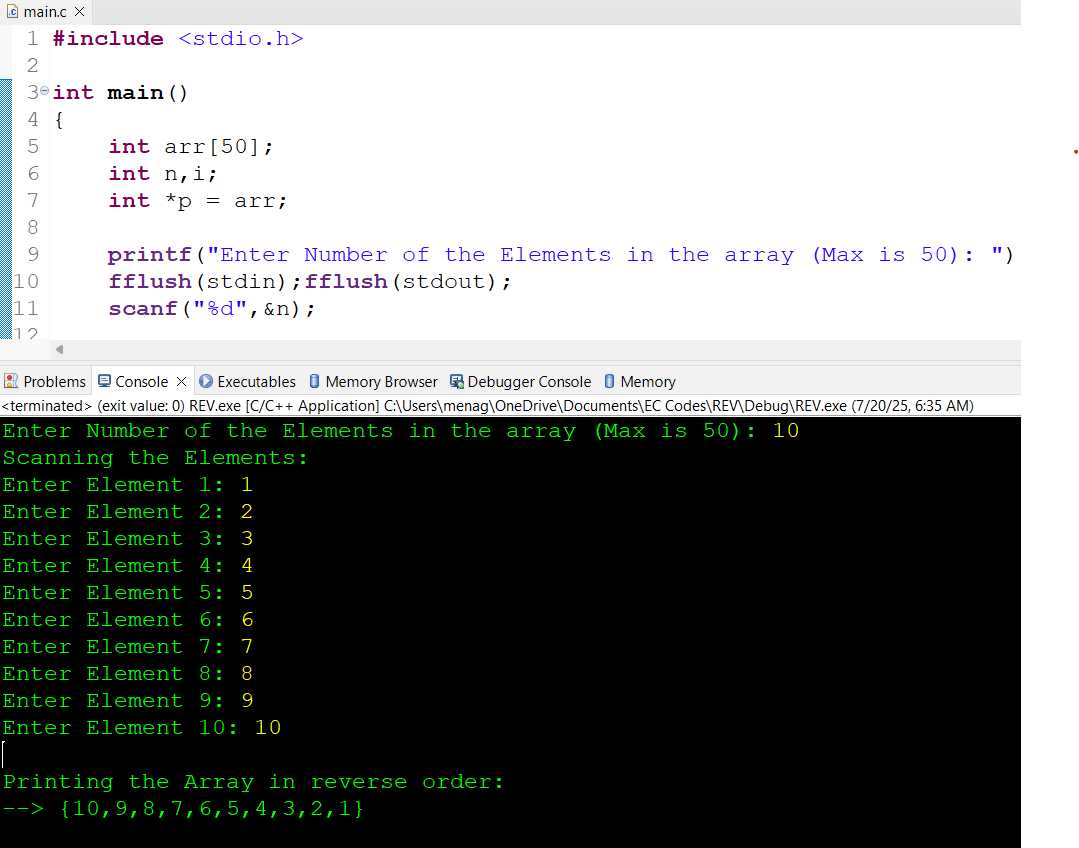 main.c
1 #include <stdio.h>
2
3 int main()
4 {
5 int arr[50];
6 int n,i;
7 int *p = arr;
8
9 printf("Enter Number of the Elements in the array (Max is 50): ")
10 fflush(stdin);fflush(stdout);
11 scanf("%d",&n);
12
Problems Console Executables Memory Browser Debugger Console Memory
<terminated> (exit value: 0) REV.exe [C/C++ Application] C:\Users\menag\OneDrive\Documents\EC Codes\REV\Debug\REV.exe (7/20/25, 6:35 AM)
Enter Number of the Elements in the array (Max is 50): 10
Scanning the Elements:
Enter Element 1: 1
Enter Element 2: 2
Enter Element 3: 3
Enter Element 4: 4
Enter Element 5: 5
Enter Element 6: 6
Enter Element 7: 7
Enter Element 8: 8
Enter Element 9: 9
Enter Element 10: 10
Printing the Array in reverse order:
--> {10,9,8,7,6,5,4,3,2,1}